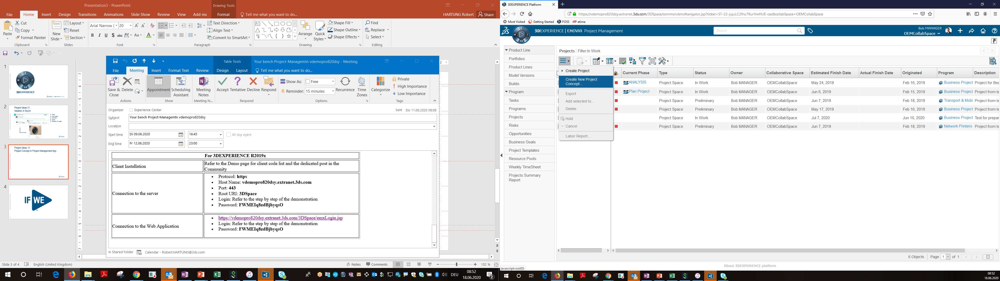 Presentation3 - PowerPoint
Drawing Tools
File Home Insert Design Transitions Animations Slide Show Review View Add-ins Format Tell me what you want to do... HARTUNG Robert Share
Paste
Cut
Copy
Format Painter
Clipboard
New Slide
Layout
Reset
Section
Slides
Arial Narrow ( 20
B I U S abc AV Aa A
Font
Text Direction
Align Text
Convert to SmartArt
Paragraph
Arrange
Quick Styles
Shape Fill
Shape Outline
Shape Effects
Drawing
Find
Replace
Select
Editing
1
3DEXPERIENCE
2
Project Ideas I/II
Ideation in Swym
3
Project Ideas I/II
Project Concept in Project Management App
4
IF WE
Table Tools
Your bench Project-Managemtn vdemopro820dsy - Meeting
File Meeting Insert Format Text Review Design Layout Tell me what you want to do...
Save & Close
Delete
Actions
Appointment
Scheduling Assistant
Show
Meeting Notes
Meeting N...
Accept Tentative Decline Respond
Respond
Show As: Free
Reminder: 15 minutes
Recurrence
Time Zones
Options
Categorize
Private
High Importance
Low Importance
Tags
Organizer Experience Center Sent Do 11.06.2020 08:08
Subject Your bench Project-Managemtn vdemopro820dsy
Location
Start time Di 09.06.2020 16:45 All day event
End time Fr 12.06.2020 23:00
For 3DEXPERIENCE R2019x
Client Installation
Refer to the Demo page for client code list and the dedicated post in the
Community
Connection to the server
• Protocol: https
• Host Name: vdemopro820dsy.extranet.3ds.com
• Port: 443
• Root URI: 3DSpace
• Login: Refer to the step by step of the demonstration
• Password: FWMEIq8zdBjbyqsO
Connection to the Web Application
• https://vdemopro820dsy.extranet.3ds.com/3DSpace/emxLogin.jsp
• Login: Refer to the step by step of the demonstration
• Password: FWMEIq8zdBjbyqsO
In Shared Folder Calendar - Robert.HARTUNG@3ds.com
Slide 3 of 4 English (United Kingdom) Notes Comments 102 %
DEU
08:52
18.06.2020
2
3DEXPERIENCE Platform
https://vdemopro820dsy.extranet.3ds.com/3DSpace/common/emxNavigator.jsp?ticket=ST-22-jujuLC2friu7KurVwHUE-cas&collabSpace=OEMCollabSpace
Most Visited Getting Started FOSS etime
3DEXPERIENCE | ENOVIA Project Management
Search
Bob MANAGER
OEMCollabSpace
Product Line
Portfolios
Product Lines
Model Versions
Builds
Program
Tasks
Programs
Projects
Risks
Opportunities
Business Goals
Project Templates
Resource Pools
Weekly TimeSheet
Projects Summary
Report
Projects Filter:In Work
Create Project
Create New Project
Concept...
Export
Add selected to...
Delete
Hold
Cancel
Labor Report...
Current Phase Type Status Owner Collaborative Space Estimated Finish Date Actual Finish Date Originated Program Description
ANALYSIS Project Space In Work Bob MANAGER OEMCollabSpace May 24, 2019 Feb 16, 2019 Business Project Project for Bea
Plan Project Project Space In Work Bob MANAGER OEMCollabSpace Jun 6, 2019 Feb 15, 2019 Business Project Project from te
Project Space Preliminary Bob MANAGER OEMCollabSpace Jun 7, 2019 Feb 18, 2019 Transport & Mobi Project from te
Project Space Preliminary Bob MANAGER OEMCollabSpace May 17, 2019 Feb 16, 2019 Business Project Project from te
Project Space In Work Bob MANAGER OEMCollabSpace Jul 7, 2020 Jun 10, 2020 Business Project Test for prepar
Project Space Preliminary Bob MANAGER OEMCollabSpace Jun 7, 2019 Feb 18, 2019 Network Printers Project from te
6 Objects Page 1 of 1
javascript:void(0)
About 3DEXPERIENCE platform
08:52
18.06.2020